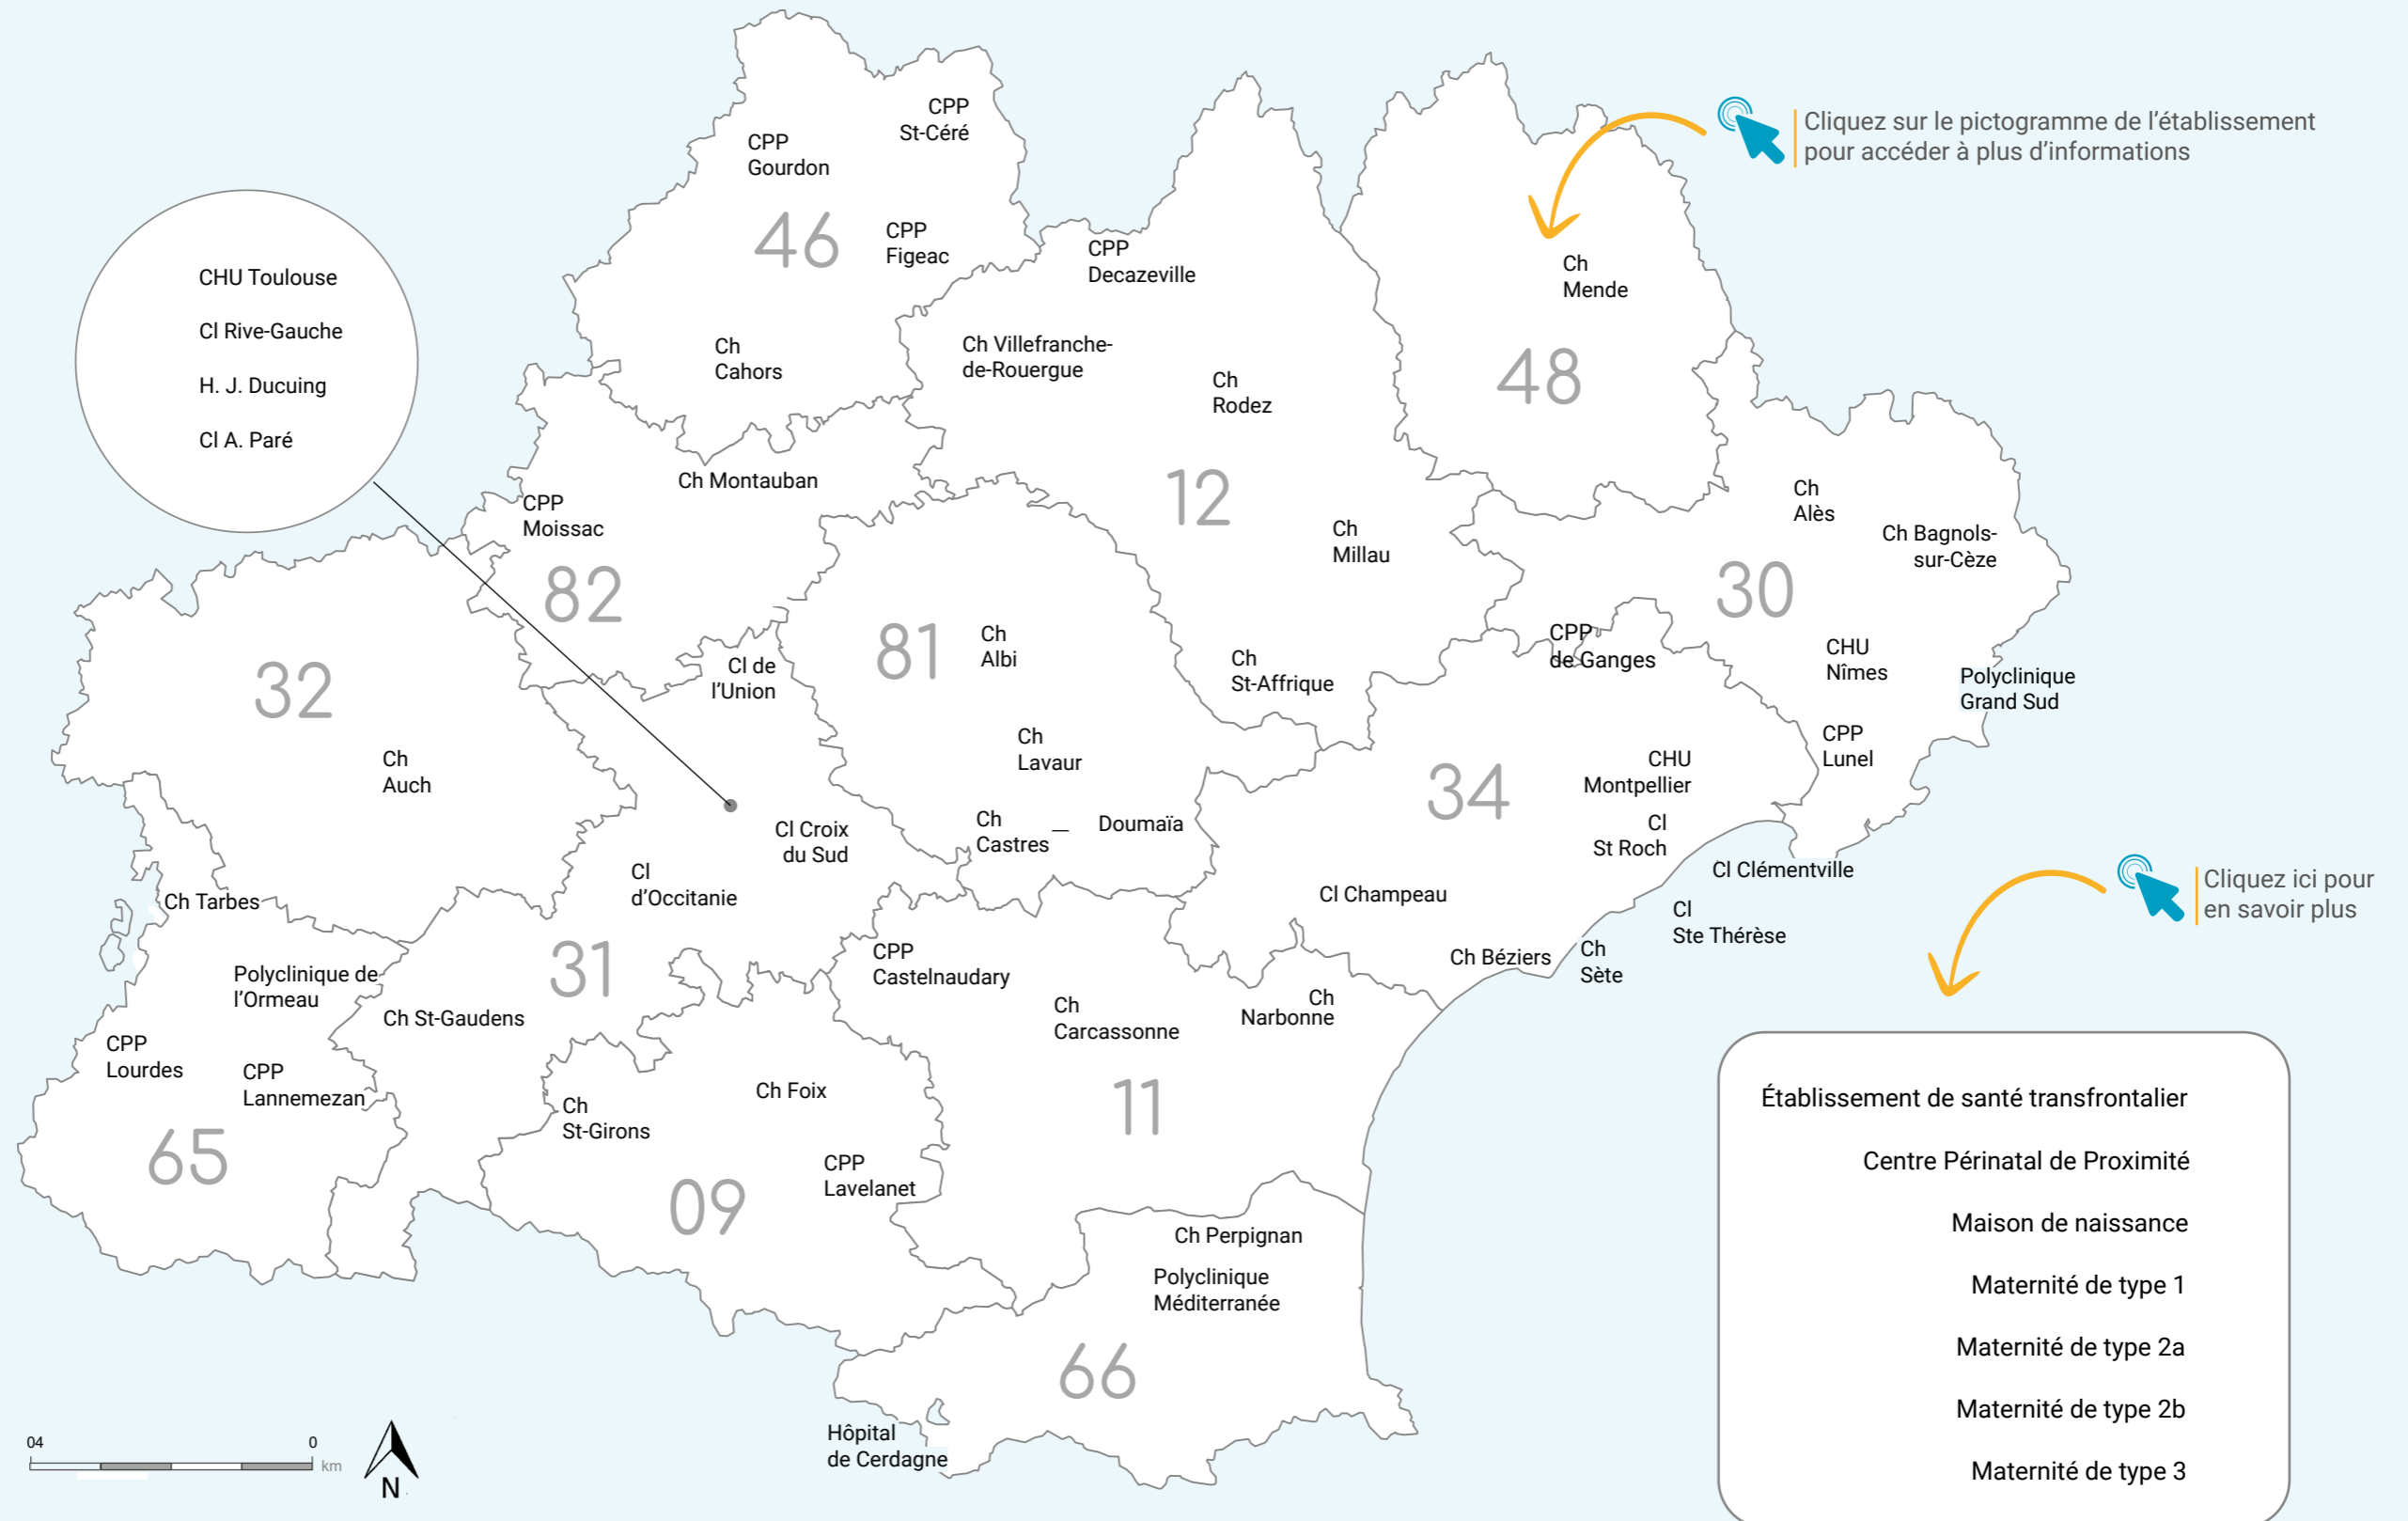 CPP
St-Céré
CPP
Gourdon
46
CPP
Figeac
Ch
Cahors
Cliquez sur le pictogramme de l'établissement
pour accéder à plus d'informations
CHU Toulouse
Cl Rive-Gauche
H. J. Ducuing
Cl A. Paré
CPP
Decazeville
Ch Villefranche-
de-Rouergue
Ch
Rodez
12
Ch
Millau
Ch
St-Affrique
Ch
Mende
48
Ch Montauban
CPP
Moissac
82
Ch
Alès
Ch Bagnols-
sur-Cèze
30
CHU
Nîmes
Polyclinique
Grand Sud
CPP
Lunel
32
Ch
Auch
81
Ch
Albi
Ch
Lavaur
Ch
Castres
Doumaïa
Cl de
l'Union
Cl Croix
du Sud
Cl
d'Occitanie
31
Ch St-Gaudens
CPP
de Ganges
34
CHU
Montpellier
Cl
St Roch
Cl Clémentville
Cl
Ste Thérèse
Cl Champeau
Ch Béziers
Ch
Sète
Ch Tarbes
Polyclinique de
l'Ormeau
CPP
Lourdes
CPP
Lannemezan
65
CPP
Castelnaudary
Ch
Carcassonne
Ch
Narbonne
11
Ch
St-Girons
Ch Foix
CPP
Lavelanet
09
Ch Perpignan
Polyclinique
Méditerranée
66
Hôpital
de Cerdagne
Cliquez ici pour
en savoir plus
Établissement de santé transfrontalier
Centre Périnatal de Proximité
Maison de naissance
Maternité de type 1
Maternité de type 2a
Maternité de type 2b
Maternité de type 3
04 0
km
N